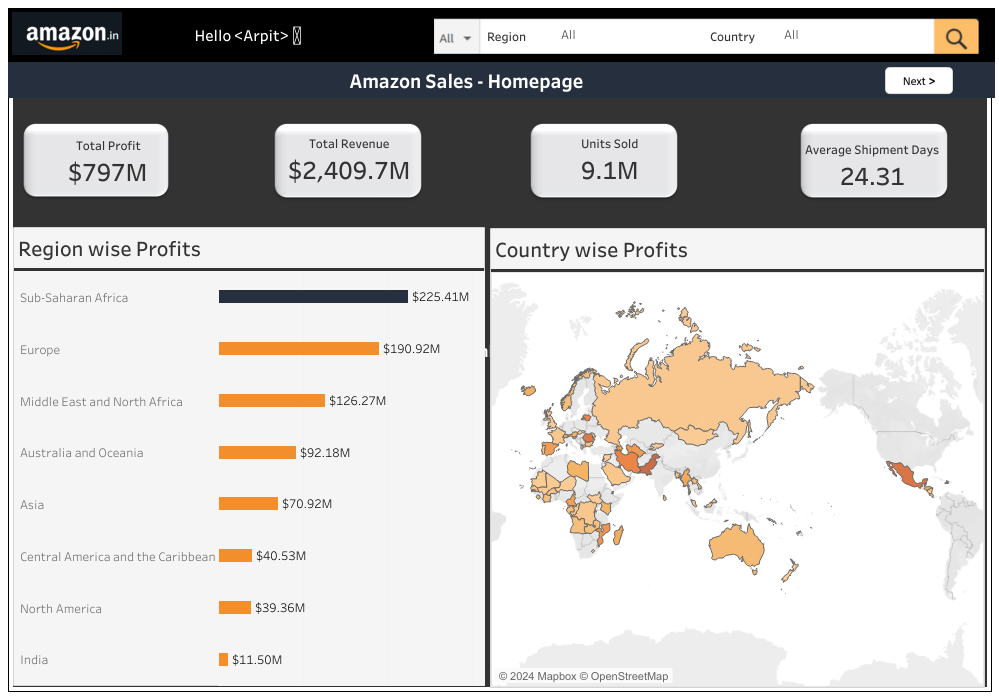 amazon.in
Hello <Arpit>
All
Region
All
Country
All
Amazon Sales - Homepage
Next >
Total Profit
$797M
Total Revenue
$2,409.7M
Units Sold
9.1M
Average Shipment Days
24.31
Region wise Profits
Sub-Saharan Africa $225.41M
Europe $190.92M
Middle East and North Africa $126.27M
Australia and Oceania $92.18M
Asia $70.92M
Central America and the Caribbean $40.53M
North America $39.36M
India $11.50M
Country wise Profits
© 2024 Mapbox © OpenStreetMap